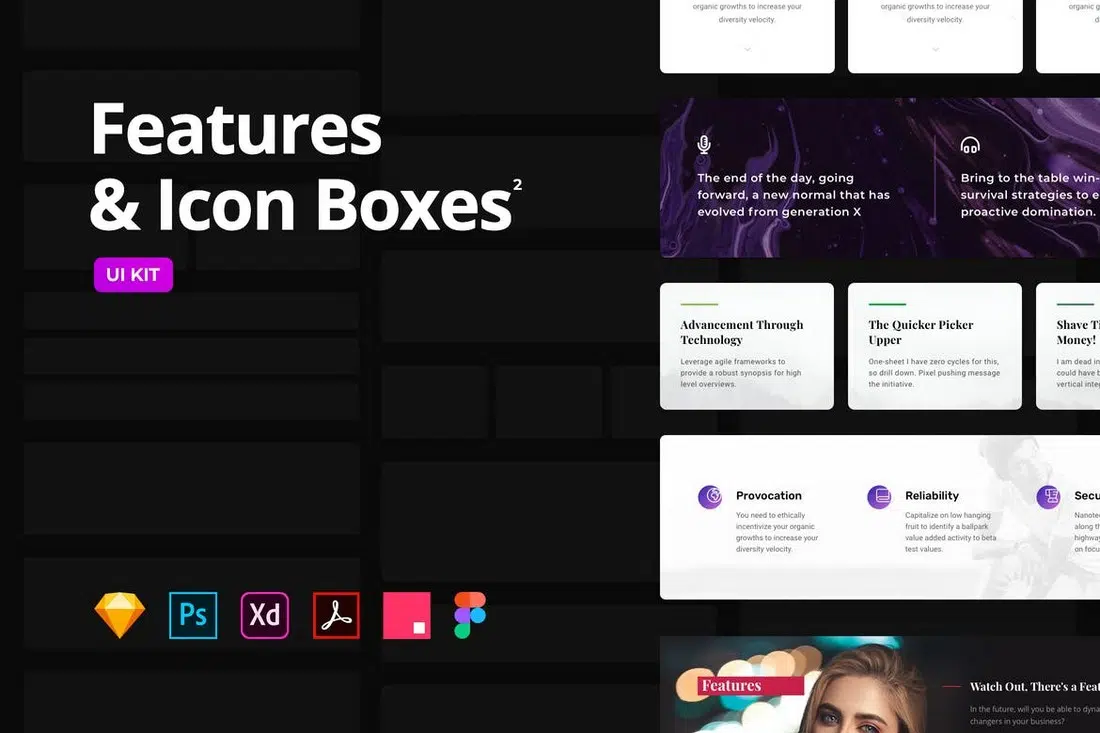 Features
& Icon Boxes²
UI KIT
Ps
Xd
organic growths to increase your
diversity velocity.
organic growths to increase your
diversity velocity.
organic g
d
The end of the day, going
forward, a new normal that has
evolved from generation X
Bring to the table win-
survival strategies to e
proactive domination.
Advancement Through
Technology
Leverage agile frameworks to
provide a robust synopsis for high
level overviews.
The Quicker Picker
Upper
One-sheet I have zero cycles for this,
so drill down. Pixel pushing message
the initiative.
Shave Ti
Money!
I am dead in
could have b
vertical inte
Provocation
You need to ethically
incentivize your organic
growths to increase your
diversity velocity.
Reliability
Capitalize on low hanging
fruit to identify a ballpark
value added activity to beta
test values.
Secu
Nanote
along th
highway
on focu
Features
Watch Out, There's a Feat
In the future, will you be able to dyna
changers in your business?